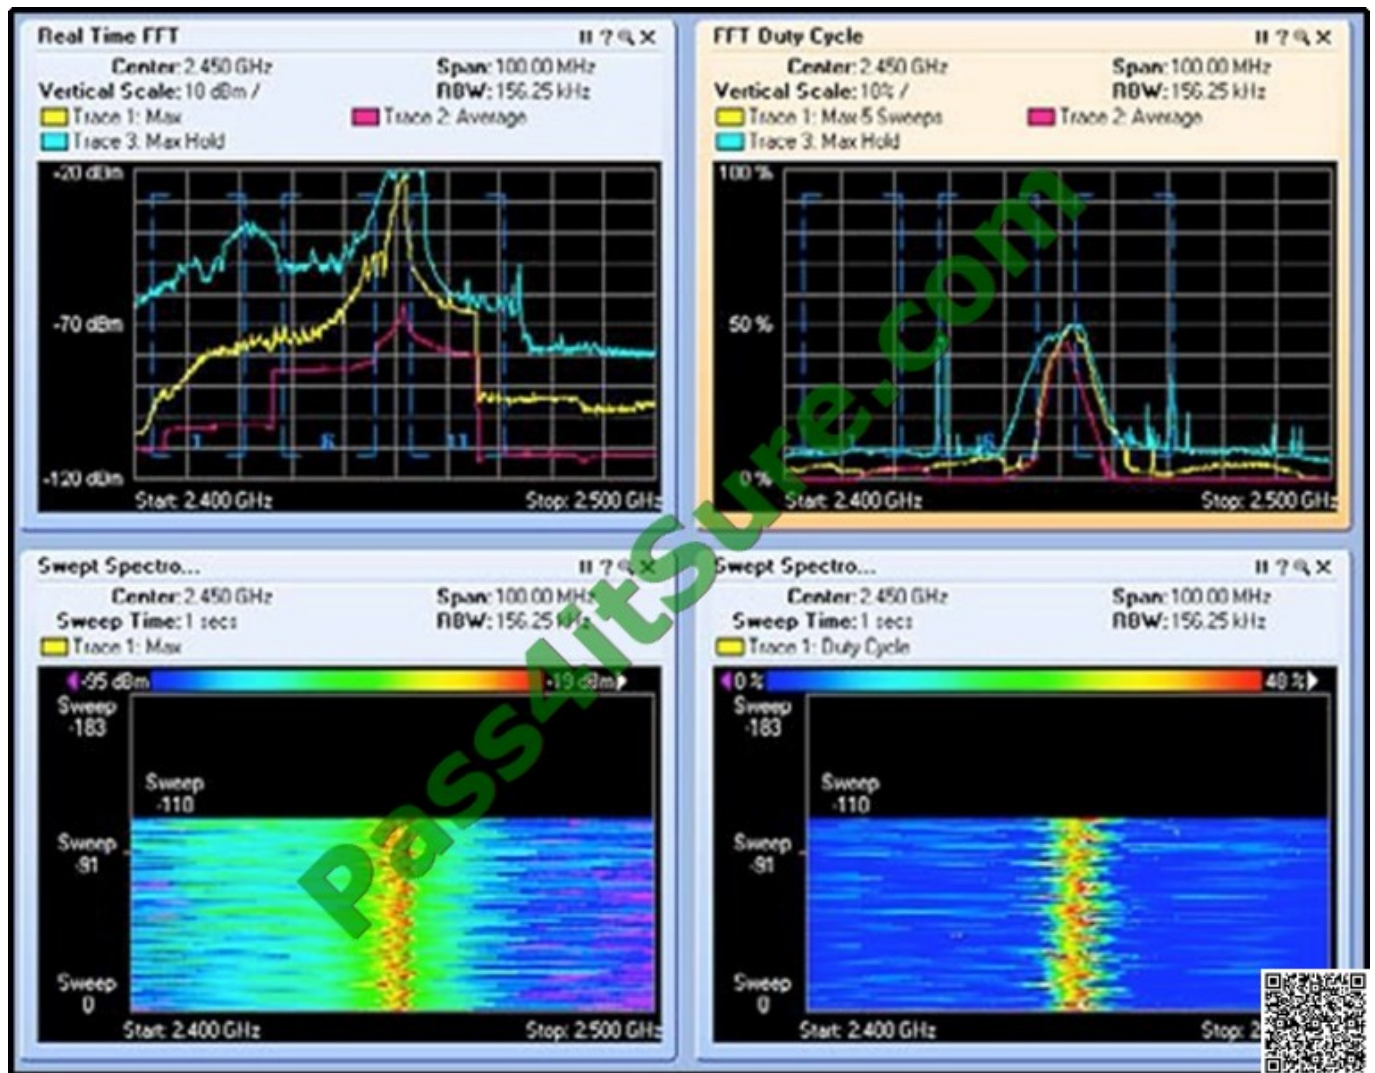 Real Time FFT
Center: 2.450 GHz Span: 100.00 MHz
Vertical Scale: 10 dBm / RBW: 156.25 kHz
Trace 1: Max Trace 2: Average
Trace 3: Max Hold
-20 dBm
-70 dBm
-120 dBm
1 6 11
Start: 2.400 GHz Stop: 2.500 GHz
FFT Duty Cycle
Center: 2.450 GHz Span: 100.00 MHz
Vertical Scale: 10% / RBW: 156.25 kHz
Trace 1: Max-5 Sweeps Trace 2: Average
Trace 3: Max Hold
100 %
50 %
0 %
Start: 2.400 GHz Stop: 2.500 GHz
Swept Spectro...
Center: 2.450 GHz Span: 100.00 MHz
Sweep Time: 1 secs RBW: 156.25 kHz
Trace 1: Max
-95 dBm -19 dBm
Sweep
-183
Sweep
-110
Sweep
-91
Sweep
0
Start: 2.400 GHz Stop: 2.500 GHz
Swept Spectro...
Center: 2.450 GHz Span: 100.00 MHz
Sweep Time: 1 secs RBW: 156.25 kHz
Trace 1: Duty Cycle
0 % 48 %
Sweep
-183
Sweep
-110
Sweep
-91
Sweep
0
Start: 2.400 GHz Stop: 2
Pass4itSure.com